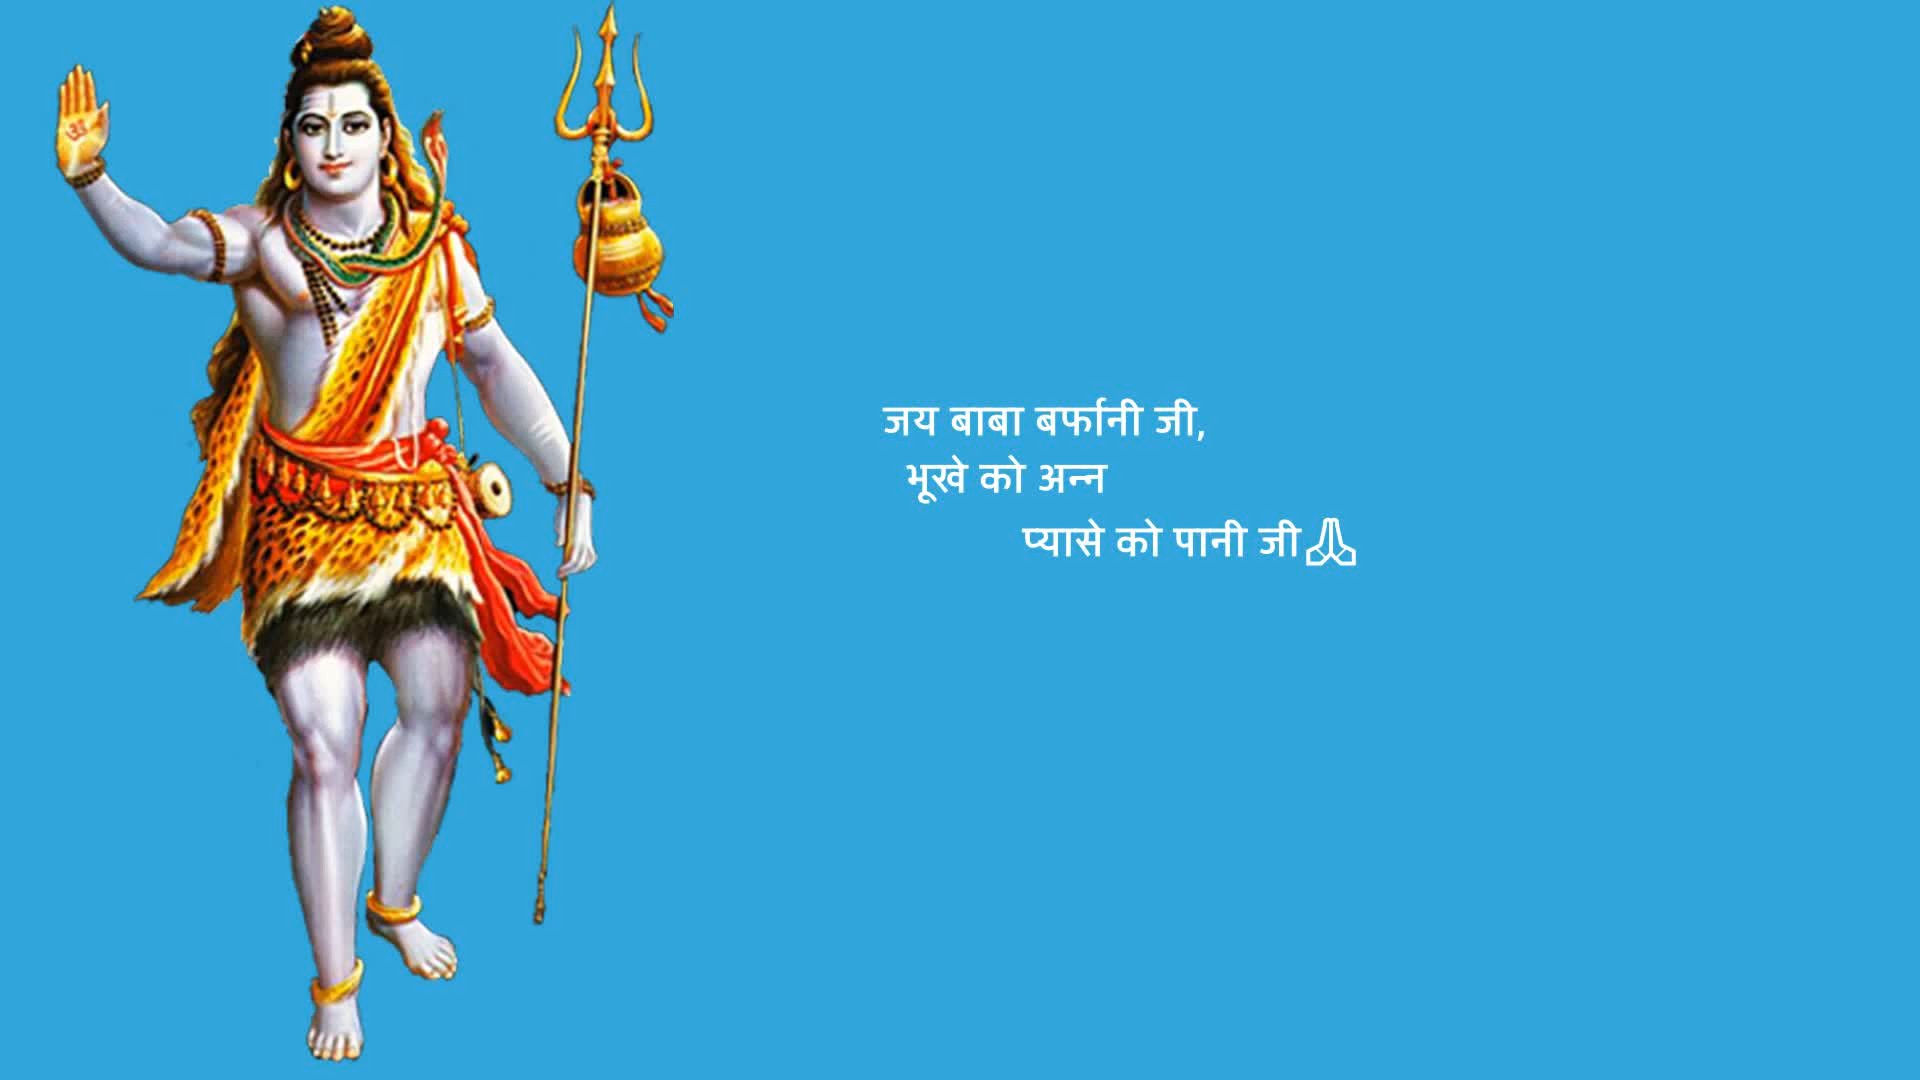 ॐ
जय बाबा बर्फानी जी,
भूखे को अन्न
प्यासे को पानी जी🙏